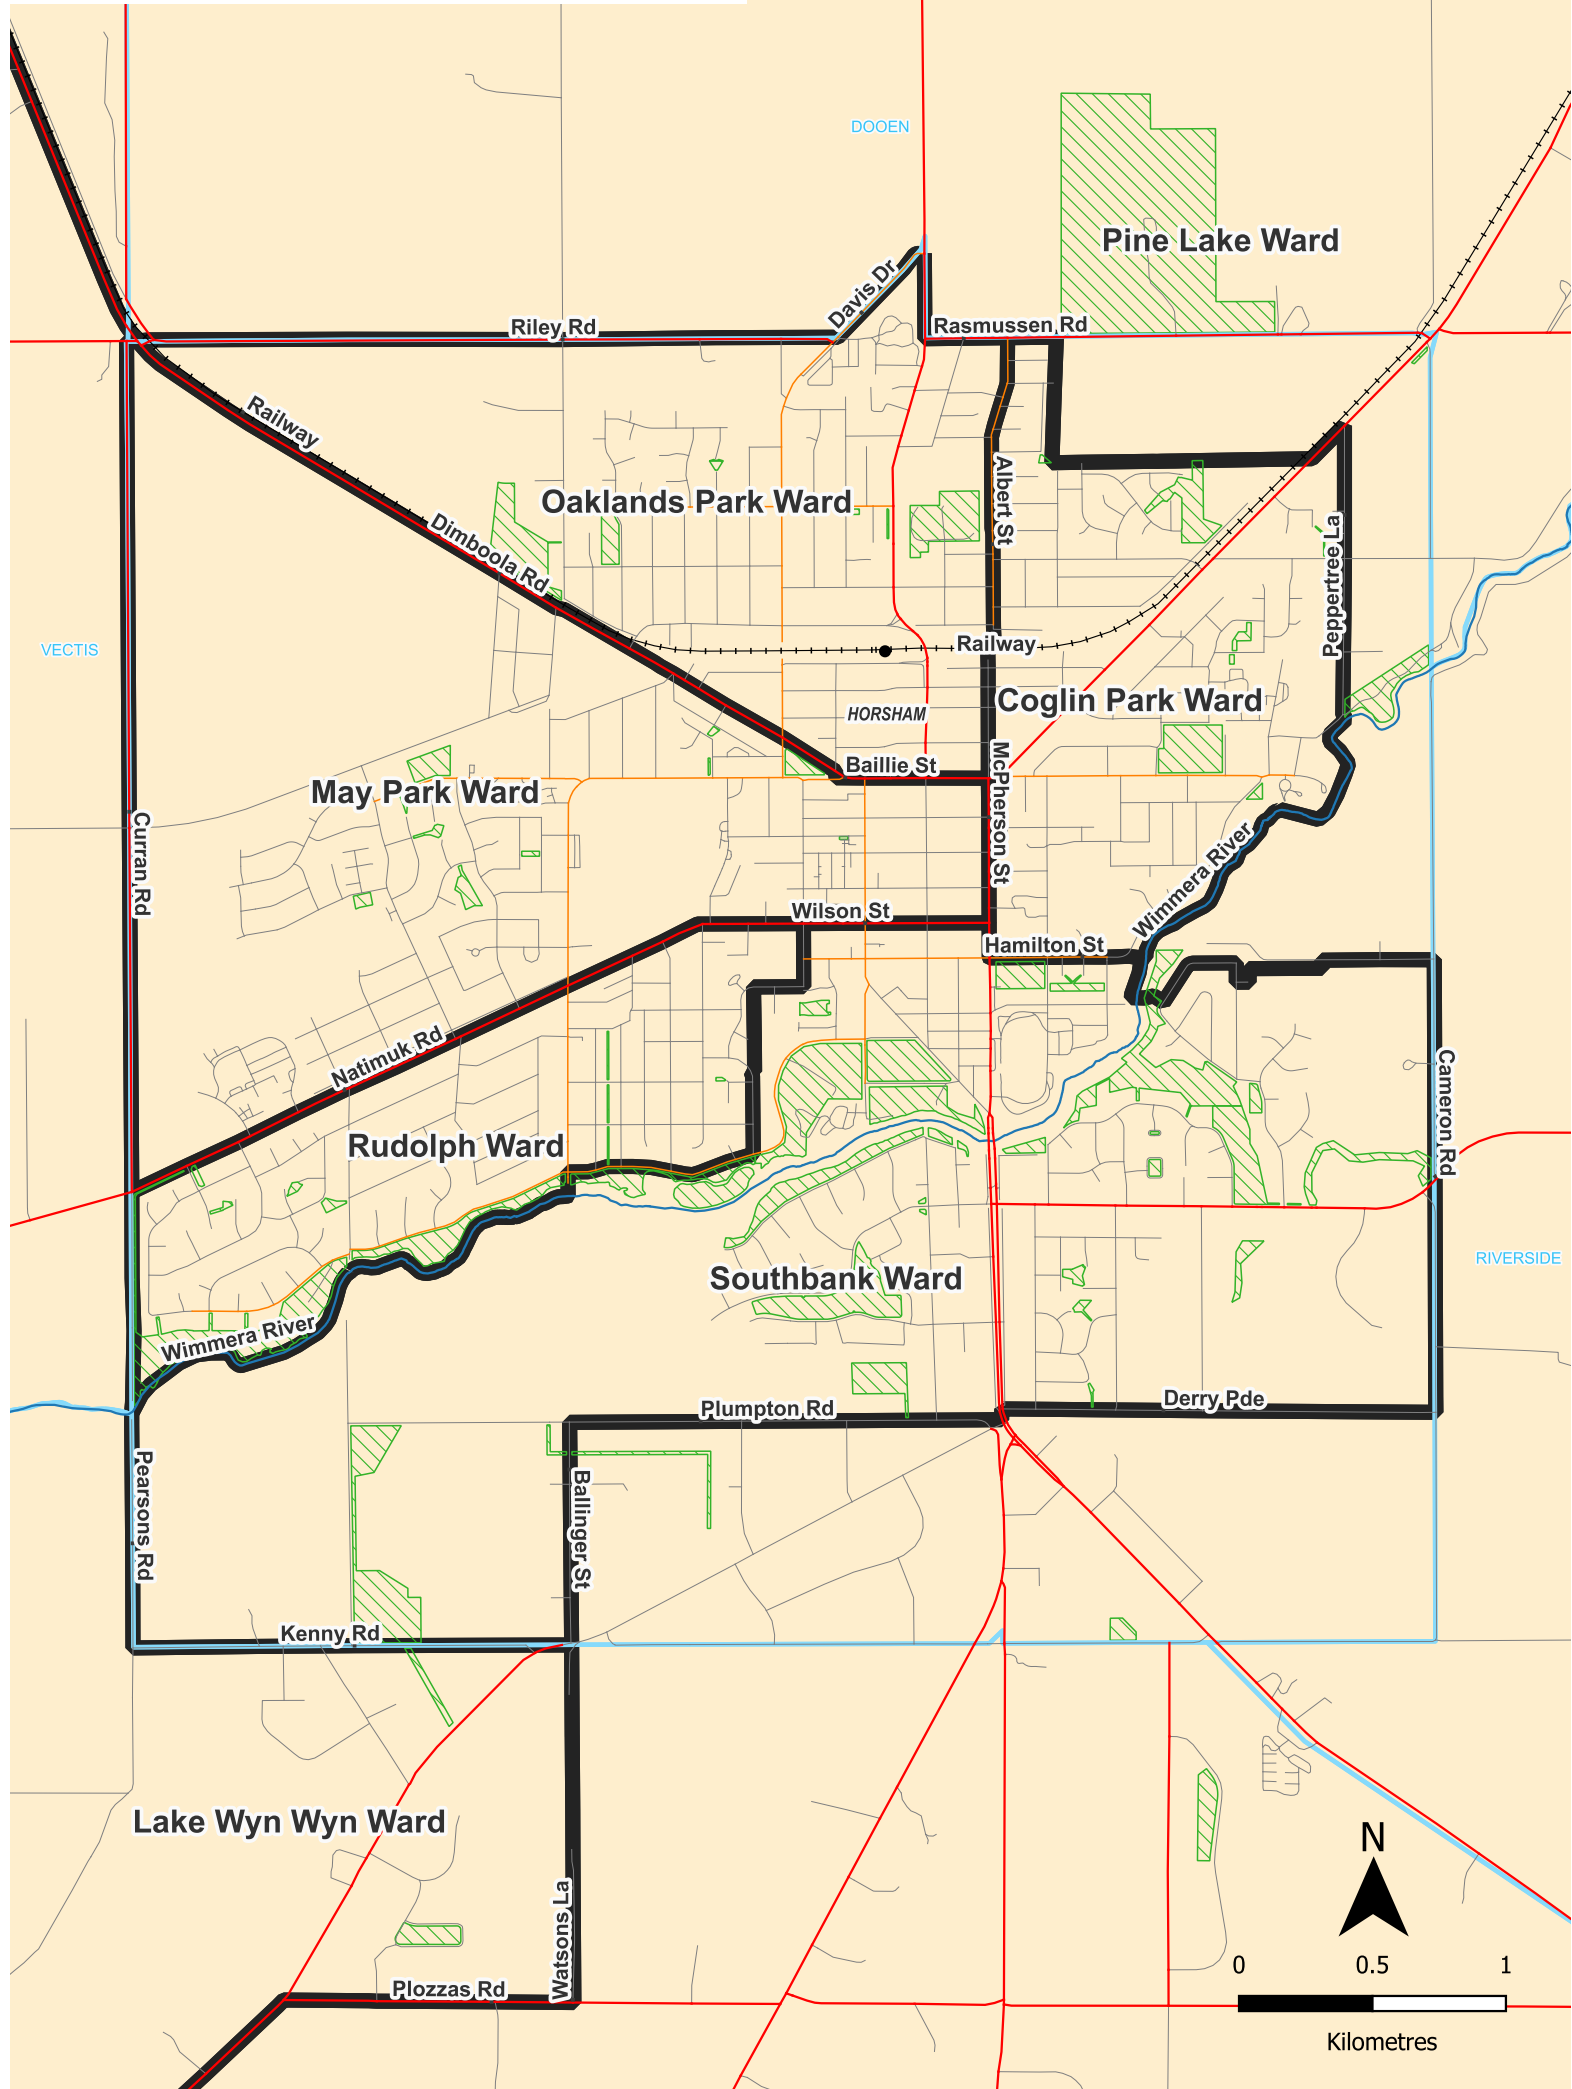 DOOEN
Pine Lake Ward
Davis Dr
Riley Rd
Rasmussen Rd
Railway
Oaklands Park Ward
Albert St
Dimboola Rd
Peppertree La
VECTIS
Railway
Coglin Park Ward
HORSHAM
Baillie St
McPherson St
May Park Ward
Curran Rd
Wimmera River
Wilson St
Hamilton St
Natimuk Rd
Cameron Rd
Rudolph Ward
RIVERSIDE
Southbank Ward
Wimmera River
Plumpton Rd
Derry Pde
Pearsons Rd
Ballinger St
Kenny Rd
Lake Wyn Wyn Ward
N
Watsons La
0 0.5 1
Plozzas Rd
Kilometres